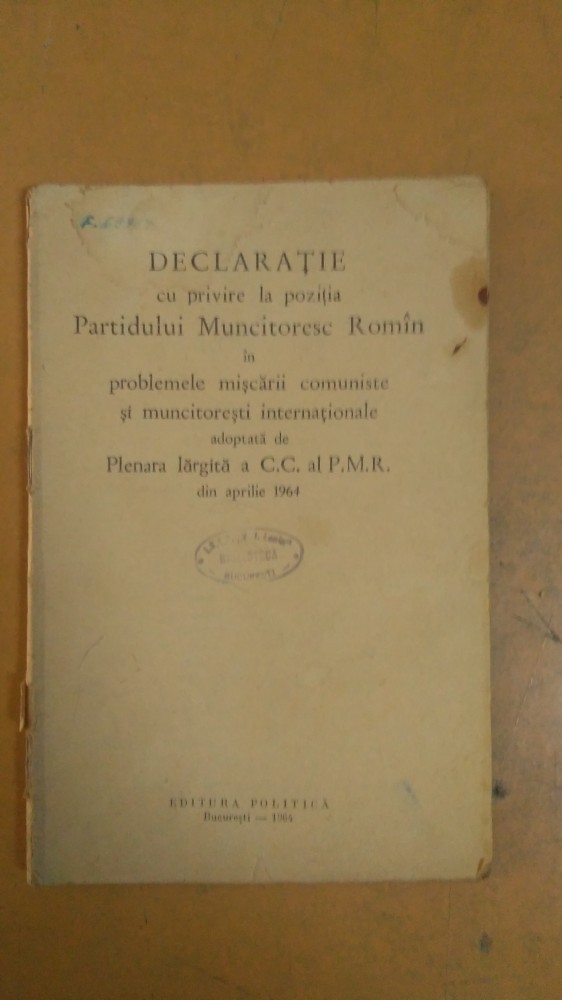 DECLARAȚIE
cu privire la poziția
Partidului Muncitoresc Romîn
în
problemele mișcării comuniste
și muncitorești internaționale
adoptată de
Plenara lărgită a C.C. al P.M.R.
din aprilie 1964
BUCUREȘTI
EDITURA POLITICĂ
București — 1964